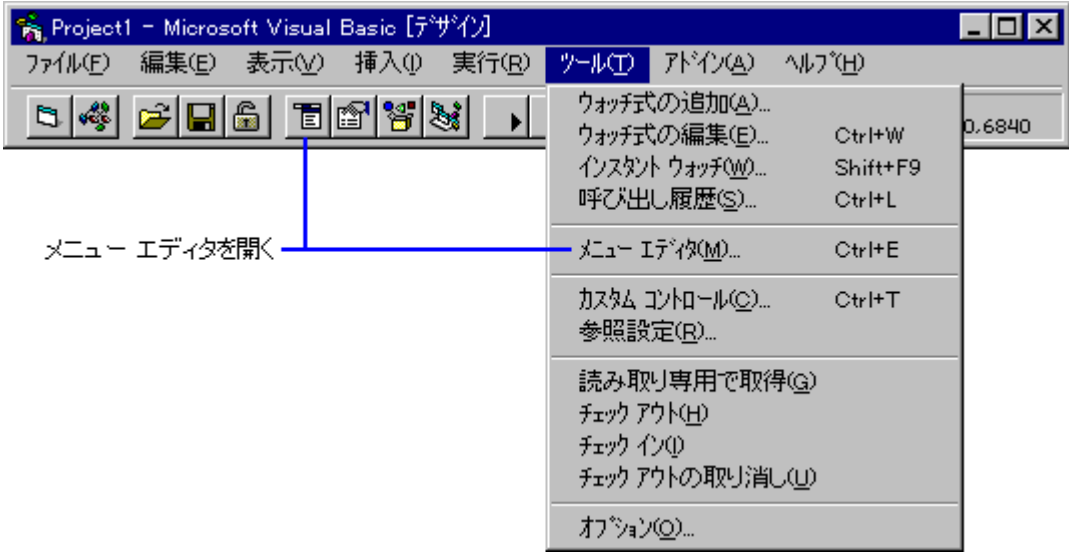 Project1 - Microsoft Visual Basic [ﾃﾞｻﾞｲﾝ]
ﾌｧｲﾙ(F) 編集(E) 表示(V) 挿入(I) 実行(R) ﾂｰﾙ(T) ｱﾄﾞｲﾝ(A) ﾍﾙﾌﾟ(H)
ｳｫｯﾁ式の追加(A)...
ｳｫｯﾁ式の編集(E)... Ctrl+W
0,6840
ｲﾝｽﾀﾝﾄ ｳｫｯﾁ(W)... Shift+F9
呼び出し履歴(S)... Ctrl+L
メニュー エディタを開く
ﾒﾆｭｰ ｴﾃﾞｨﾀ(M)... Ctrl+E
ｶｽﾀﾑ ｺﾝﾄﾛｰﾙ(C)... Ctrl+T
参照設定(R)...
読み取り専用で取得(G)
ﾁｪｯｸ ｱｳﾄ(H)
ﾁｪｯｸ ｲﾝ(I)
ﾁｪｯｸ ｱｳﾄの取り消し(U)
ｵﾌﾟｼｮﾝ(O)...